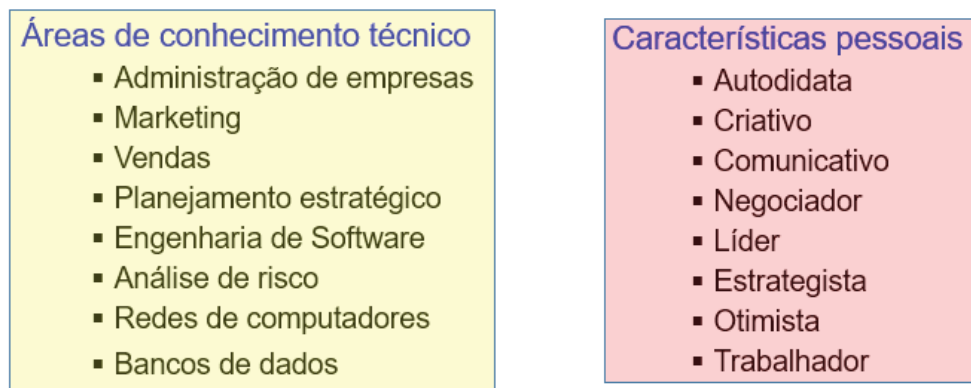 Áreas de conhecimento técnico
▪ Administração de empresas
▪ Marketing
▪ Vendas
▪ Planejamento estratégico
▪ Engenharia de Software
▪ Análise de risco
▪ Redes de computadores
▪ Bancos de dados
Características pessoais
▪ Autodidata
▪ Criativo
▪ Comunicativo
▪ Negociador
▪ Líder
▪ Estrategista
▪ Otimista
▪ Trabalhador